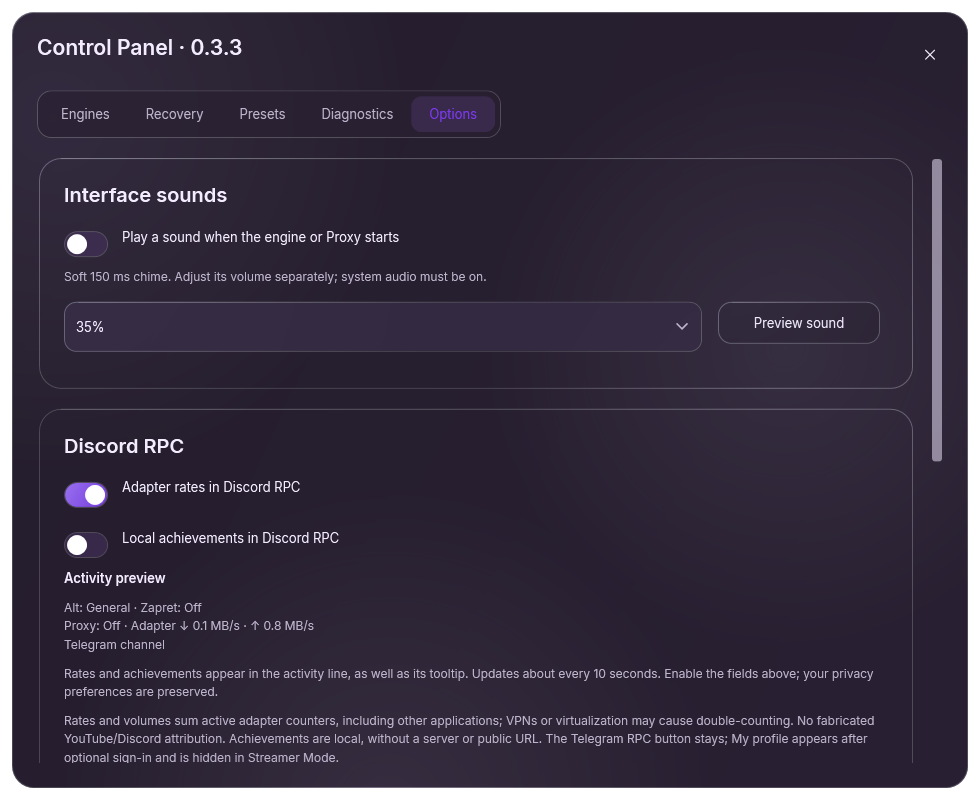 Control Panel · 0.3.3
Engines
Recovery
Presets
Diagnostics
Options
Interface sounds
Play a sound when the engine or Proxy starts
Soft 150 ms chime. Adjust its volume separately; system audio must be on.
35%
Preview sound
Discord RPC
Adapter rates in Discord RPC
Local achievements in Discord RPC
Activity preview
Alt: General · Zapret: Off
Proxy: Off · Adapter ↓ 0.1 MB/s · ↑ 0.8 MB/s
Telegram channel
Rates and achievements appear in the activity line, as well as its tooltip. Updates about every 10 seconds. Enable the fields above; your privacy
preferences are preserved.
Rates and volumes sum active adapter counters, including other applications; VPNs or virtualization may cause double-counting. No fabricated
YouTube/Discord attribution. Achievements are local, without a server or public URL. The Telegram RPC button stays; My profile appears after
optional sign-in and is hidden in Streamer Mode.